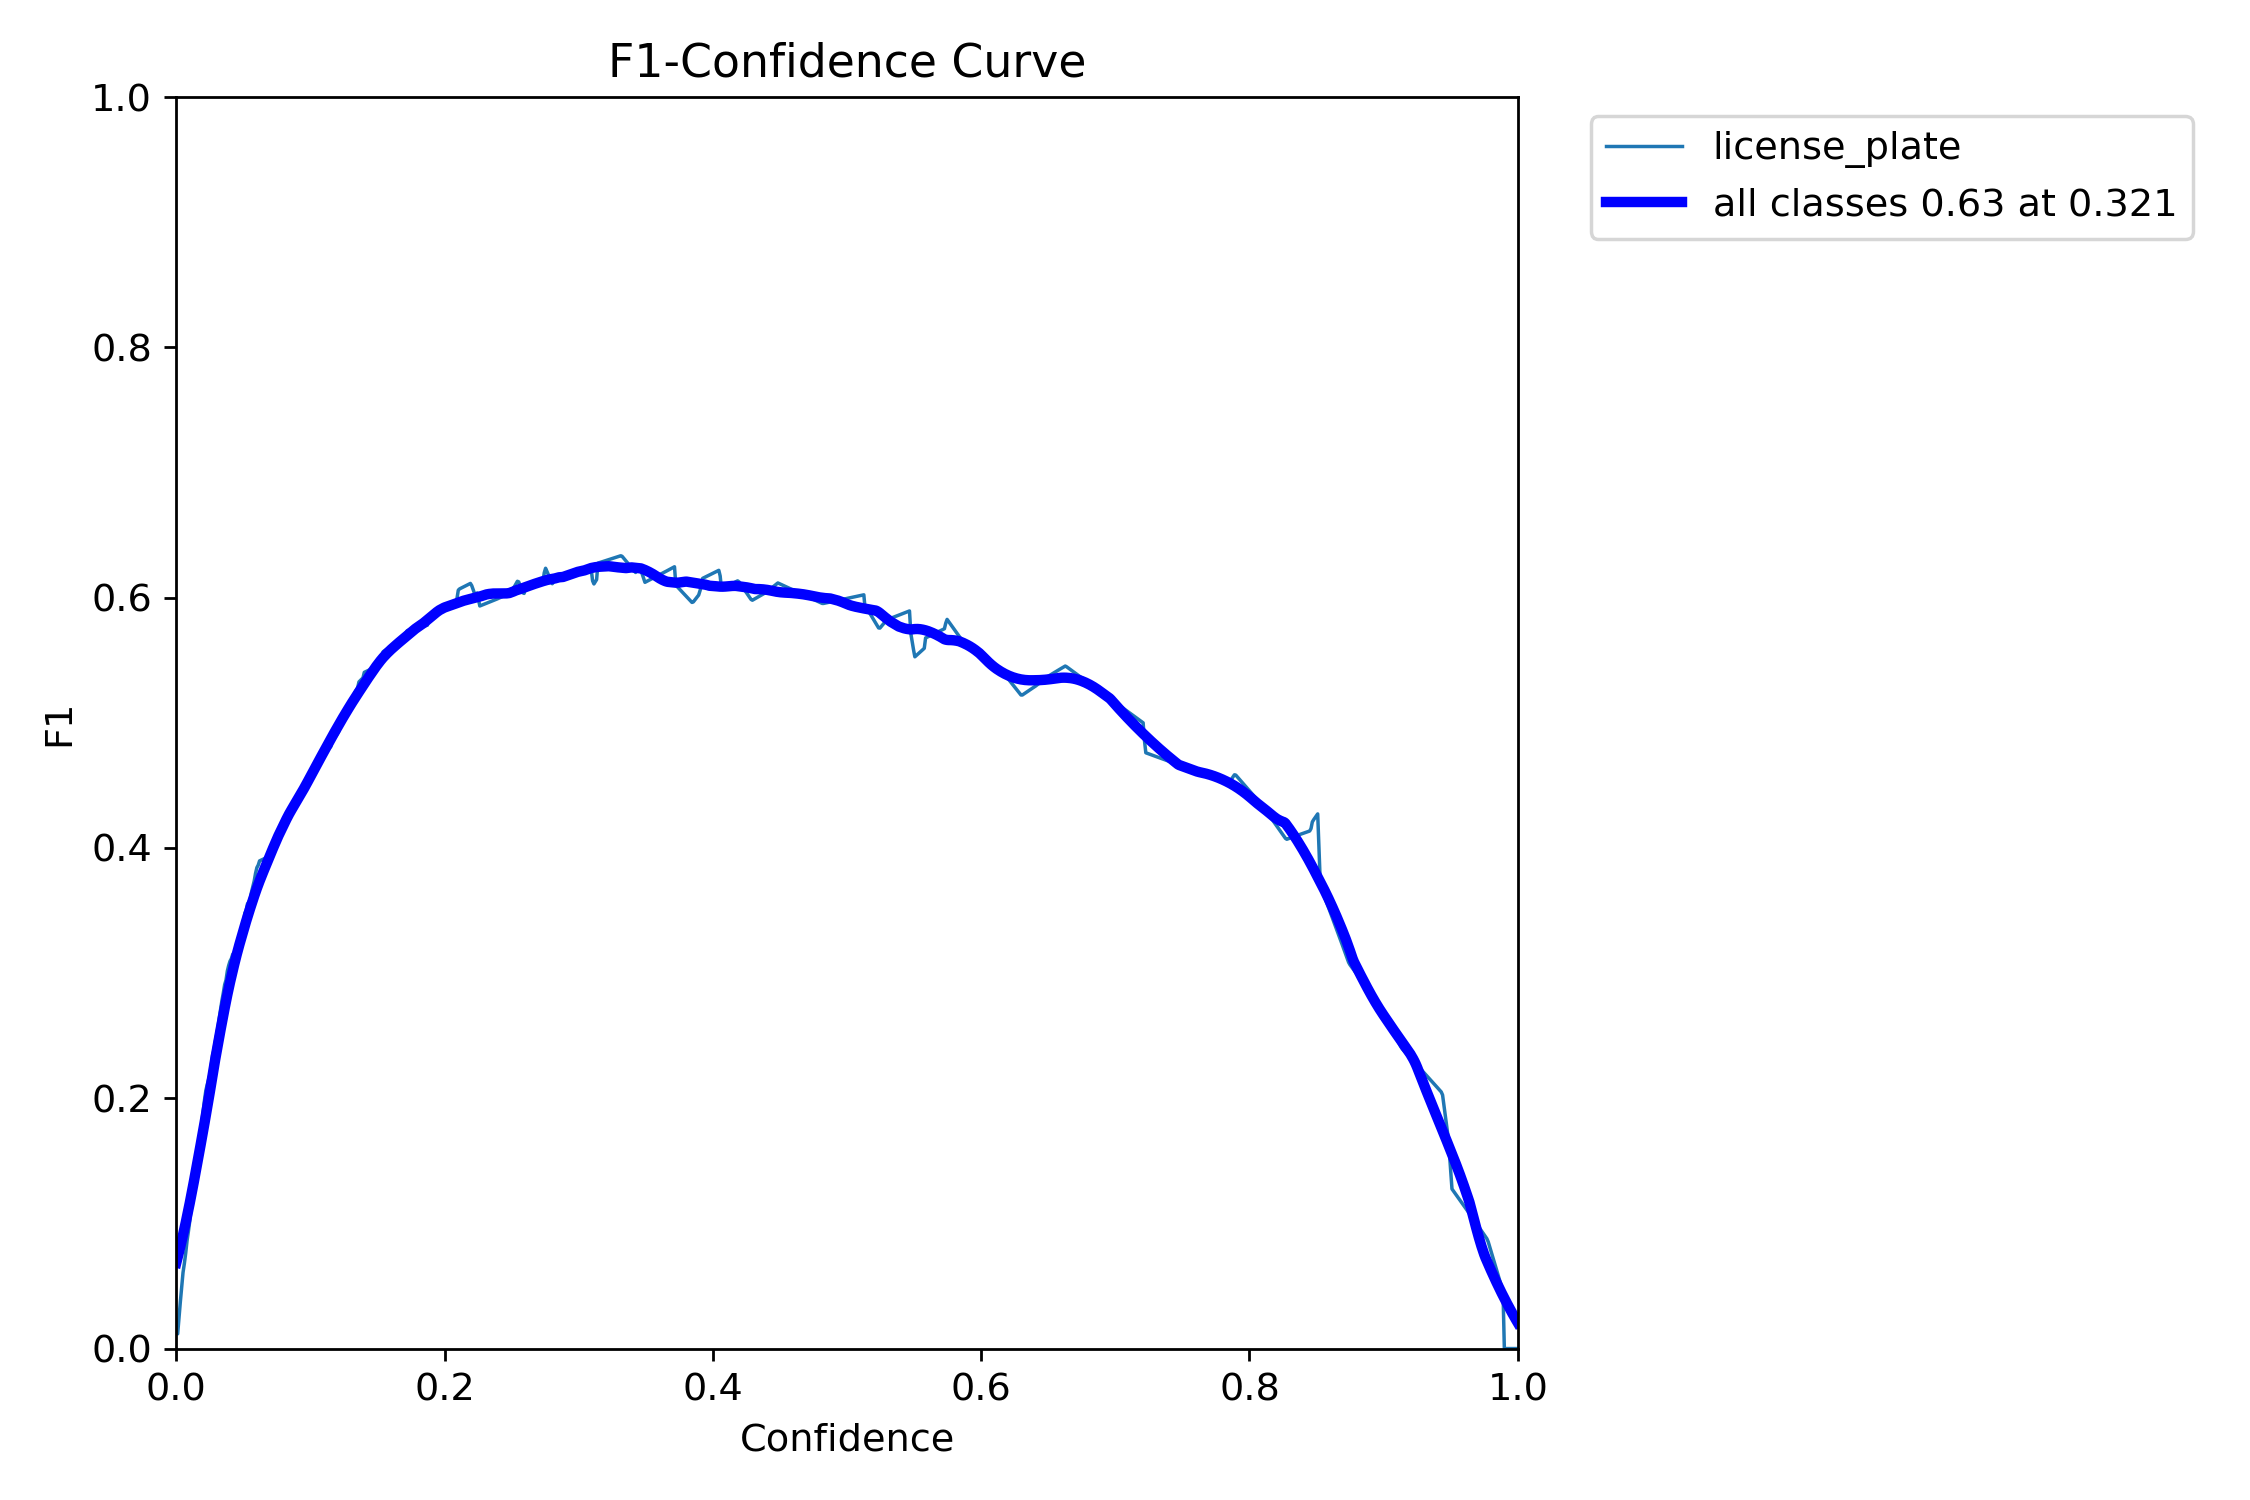 F1-Confidence Curve
1.0
0.8
0.6
0.4
0.2
0.0
F1
0.0 0.2 0.4 0.6 0.8 1.0
Confidence
license_plate
all classes 0.63 at 0.321